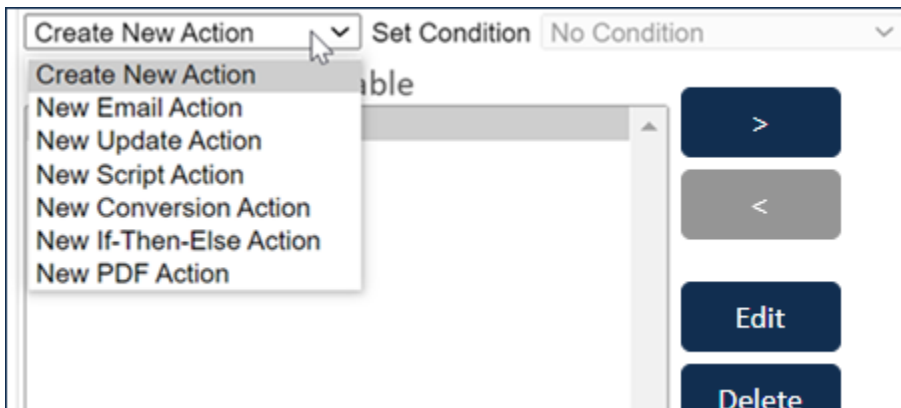 Create New Action Set Condition No Condition
Create New Action
New Email Action
New Update Action
New Script Action
New Conversion Action
New If-Then-Else Action
New PDF Action
>
<
Edit
Delete